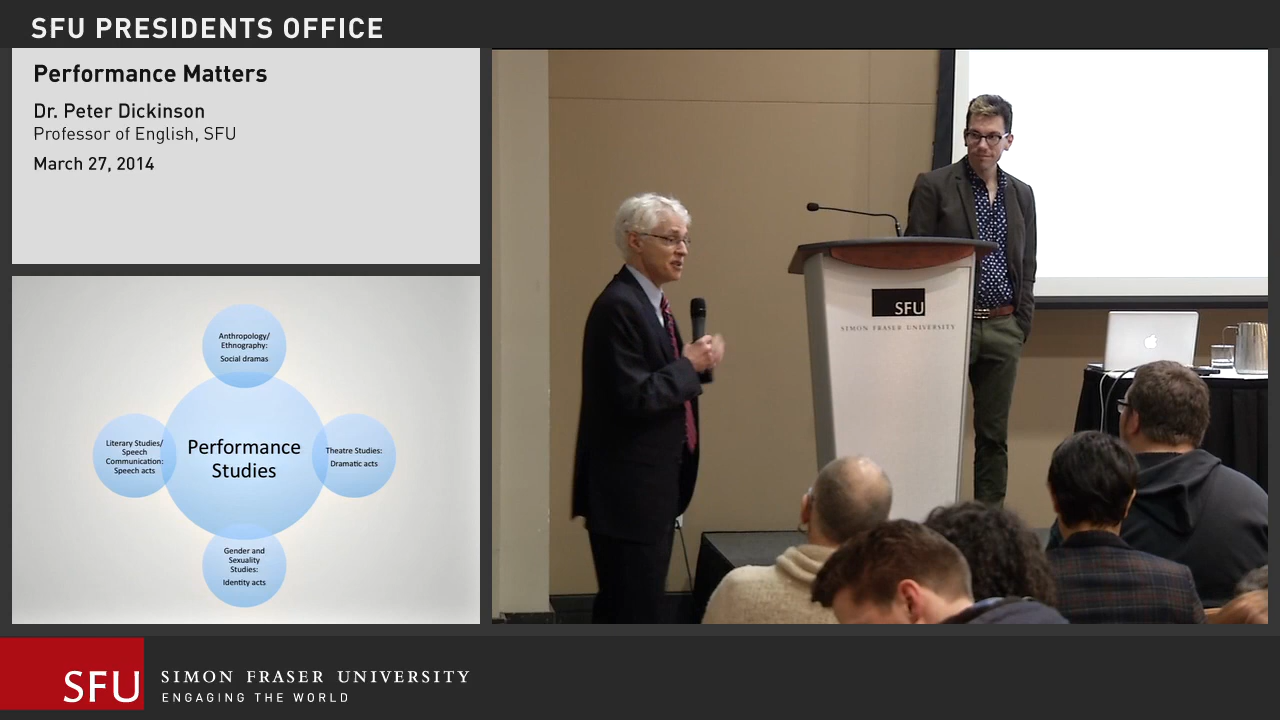 SFU PRESIDENTS OFFICE
Performance Matters
Dr. Peter Dickinson
Professor of English, SFU
March 27, 2014
Anthropology/
Ethnography:
Social dramas
Literary Studies/
Speech
Communication:
Speech acts
Performance
Studies
Theatre Studies:
Dramatic acts
Gender and
Sexuality
Studies:
Identity acts
SFU
SIMON FRASER UNIVERSITY
SFU
SIMON FRASER UNIVERSITY
ENGAGING THE WORLD